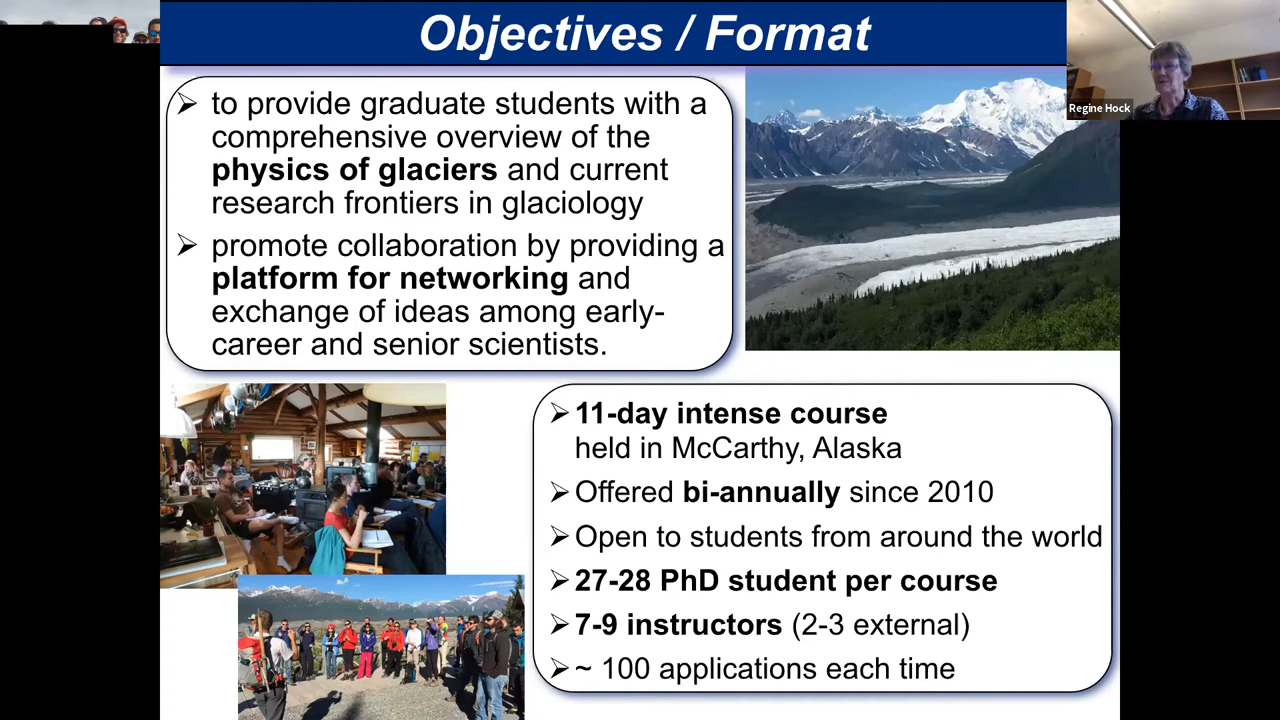 Objectives / Format
Regine Hock
➢ to provide graduate students with a
comprehensive overview of the
physics of glaciers and current
research frontiers in glaciology
➢ promote collaboration by providing a
platform for networking and
exchange of ideas among early-
career and senior scientists.
➢ 11-day intense course
held in McCarthy, Alaska
➢ Offered bi-annually since 2010
➢ Open to students from around the world
➢ 27-28 PhD student per course
➢ 7-9 instructors (2-3 external)
➢ ~ 100 applications each time